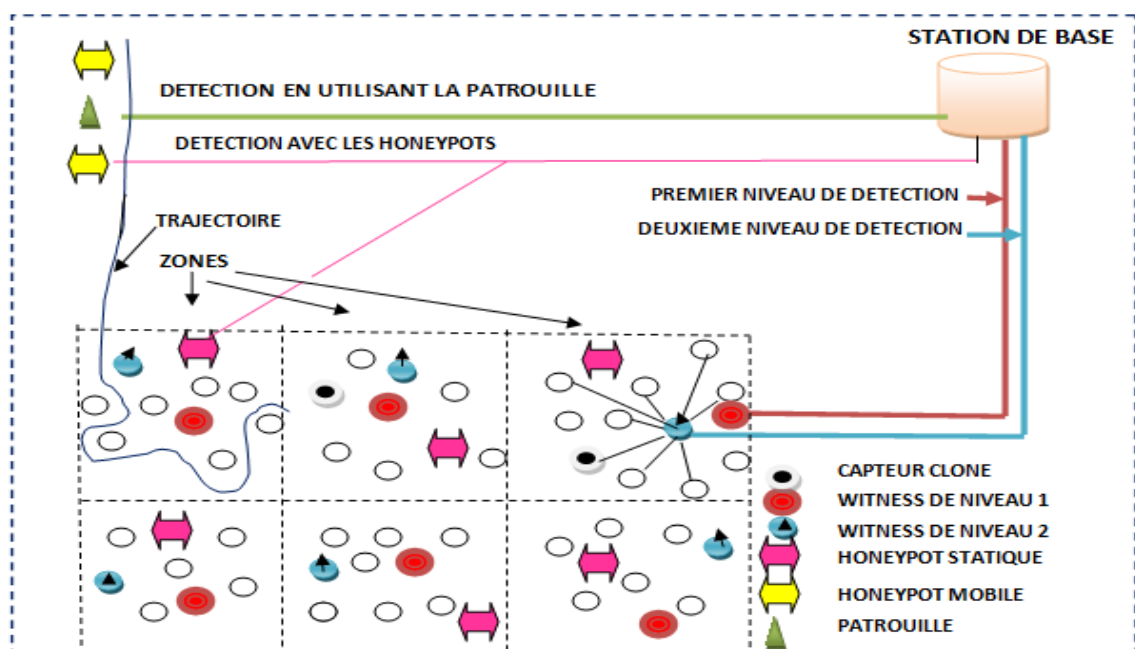 STATION DE BASE
DETECTION EN UTILISANT LA PATROUILLE
DETECTION AVEC LES HONEYPOTS
PREMIER NIVEAU DE DETECTION
TRAJECTOIRE
DEUXIEME NIVEAU DE DETECTION
ZONES
CAPTEUR CLONE
WITNESS DE NIVEAU 1
WITNESS DE NIVEAU 2
HONEYPOT STATIQUE
HONEYPOT MOBILE
PATROUILLE